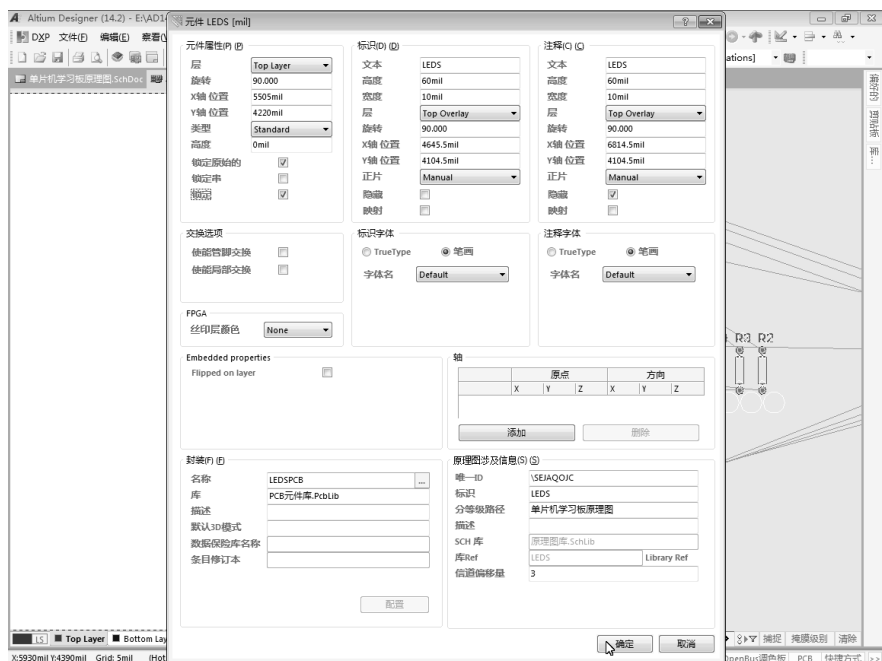 Altium Designer (14.2) - E:\AD14
元件 LEDS [mil]
DXP 文件(F) 编辑(E) 察看(V)
ations]
单片机学习板原理图.SchDoc
元件属性(P) (P)
层 Top Layer
旋转 90.000
X轴 位置 5505mil
Y轴 位置 4220mil
类型 Standard
高度 0mil
锁定原始的
锁定串
锁定
标识(D) (D)
文本 LEDS
高度 60mil
宽度 10mil
层 Top Overlay
旋转 90.000
X轴 位置 4645.5mil
Y轴 位置 4104.5mil
正片 Manual
隐藏
映射
注释(C) (C)
文本 LEDS
高度 60mil
宽度 10mil
层 Top Overlay
旋转 90.000
X轴 位置 6814.5mil
Y轴 位置 4104.5mil
正片 Manual
隐藏
映射
交换选项
使能管脚交换
使能局部交换
标识字体
TrueType 笔画
字体名 Default
注释字体
TrueType 笔画
字体名 Default
FPGA
丝印层颜色 None
R3 R2
Embedded properties
Flipped on layer
轴
原点 方向
X Y Z X Y Z
添加 删除
封装(F) (F)
名称 LEDSPCB ...
库 PCB元件库.PcbLib
描述
默认3D模式
数据保险库名称
条目修订本
配置
原理图涉及信息(S) (S)
唯一ID \SEJAQOJC
标识 LEDS
分等级路径 单片机学习板原理图
描述
SCH 库 原理图库.SchLib
库Ref LEDS Library Ref
信道偏移量 3
确定 取消
LS Top Layer Bottom Lay
捕捉 掩膜级别 清除
X:5930mil Y:4390mil Grid: 5mil (Hot
OpenBus调色板 PCB 快捷方式 >>